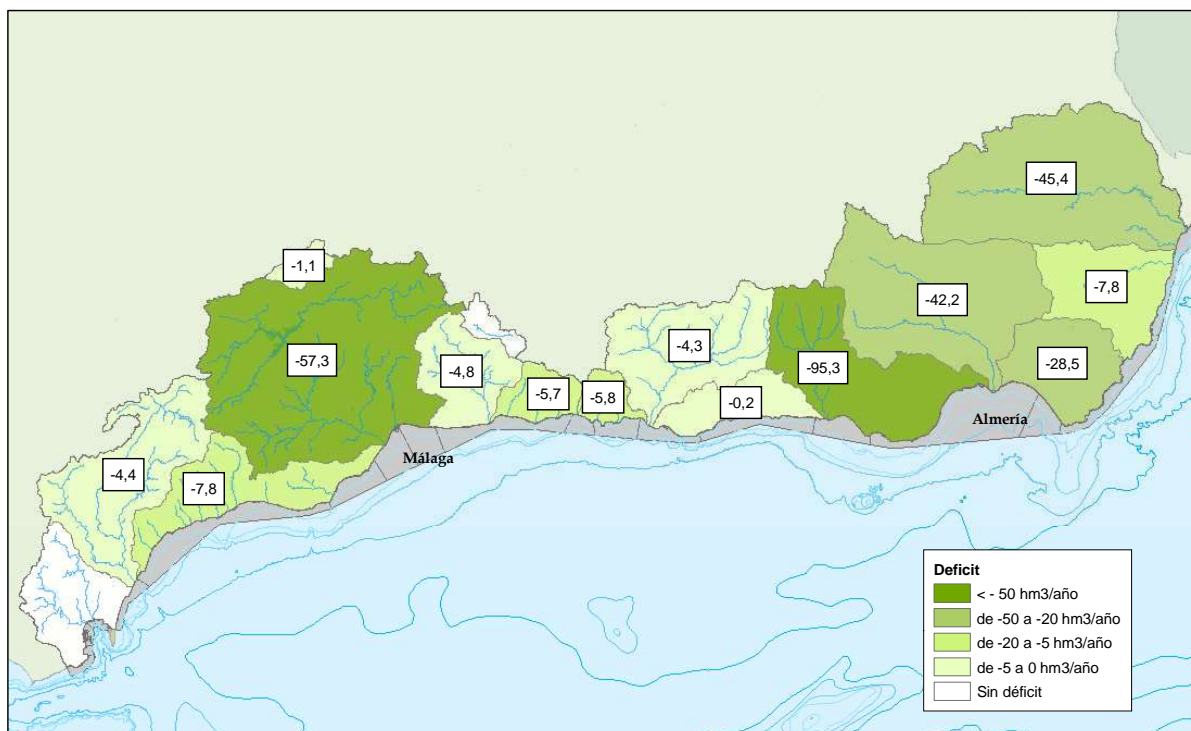 -45,4
-1,1
-7,8
-42,2
-4,3
-57,3
-4,8
-95,3
-28,5
-5,7
-5,8
-0,2
Almería
Málaga
-4,4
-7,8
Deficit
< - 50 hm3/año
de -50 a -20 hm3/año
de -20 a -5 hm3/año
de -5 a 0 hm3/año
Sin déficit